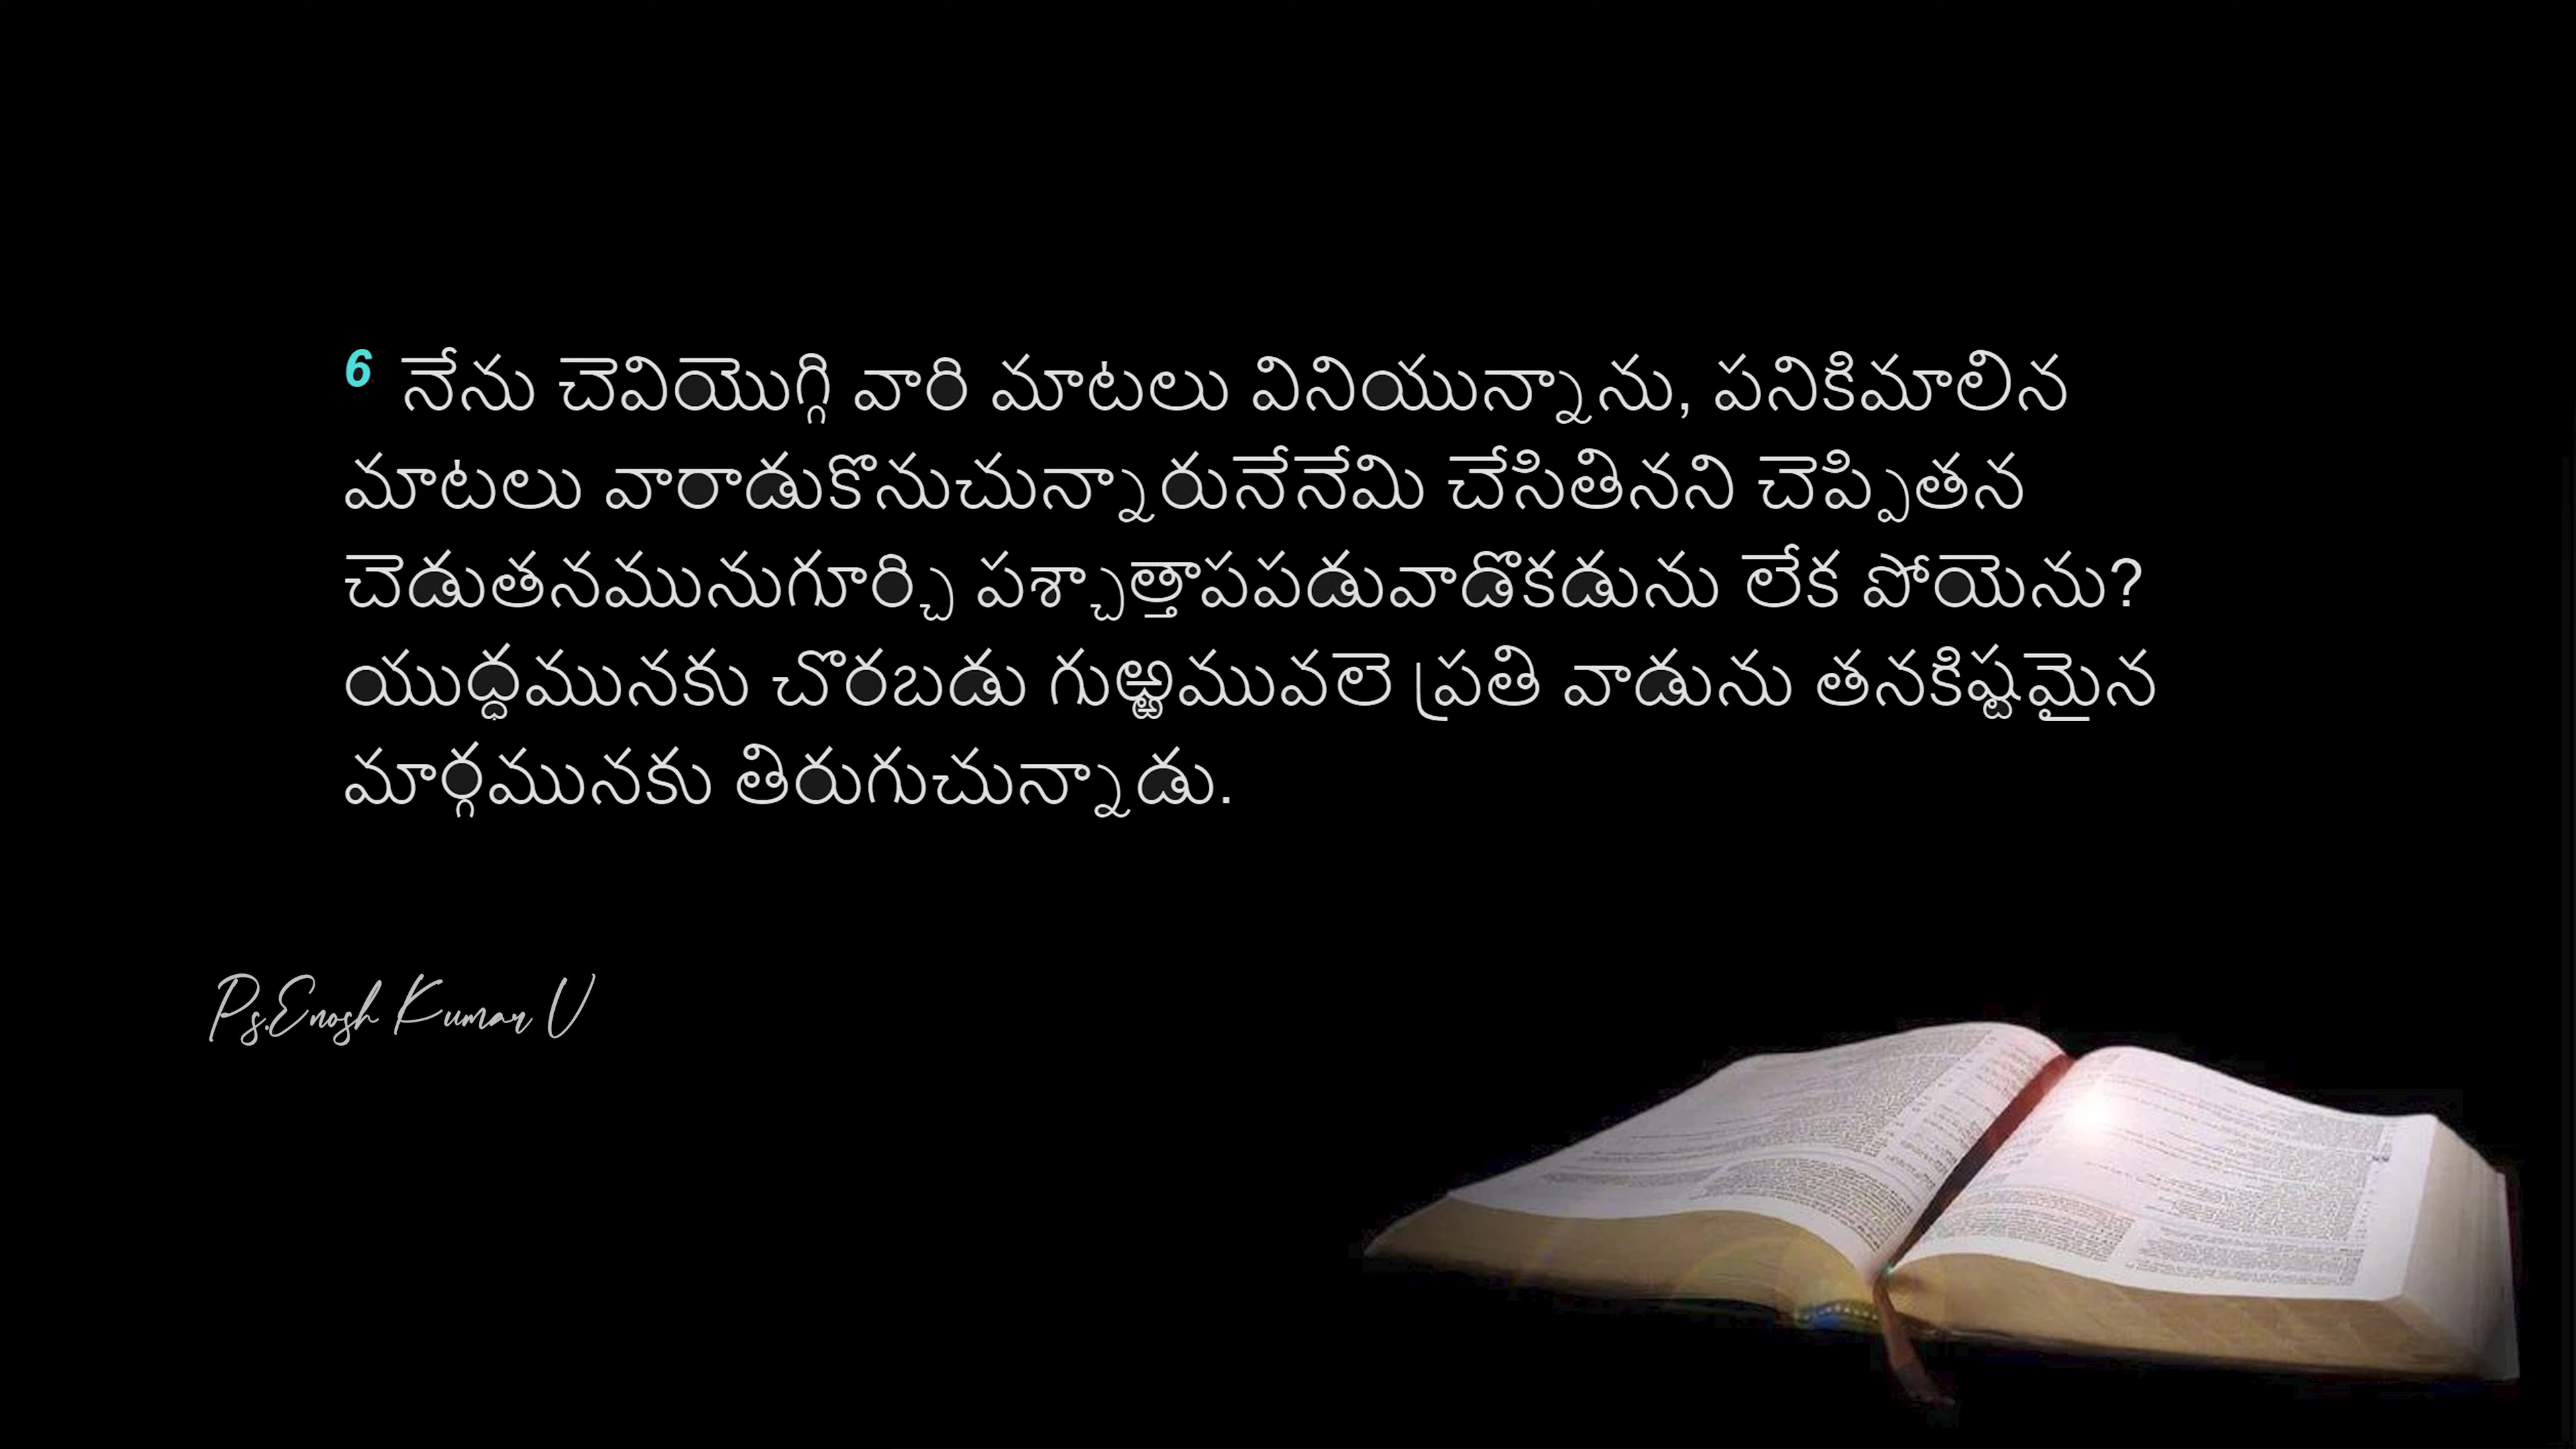 6 నేను చెవియొగ్గి వారి మాటలు వినియున్నాను, పనికిమాలిన
మాటలు వారాడుకొనుచున్నారునేనేమి చేసితినని చెప్పితన
చెడుతనమునుగూర్చి పశ్చాత్తాపపడువాడొకడును లేక పోయెను?
యుద్ధమునకు చొరబడు గుఱ్ఱమువలె ప్రతి వాడును తనకిష్టమైన
మార్గమునకు తిరుగుచున్నాడు.
Ps.Enosh Kumar V